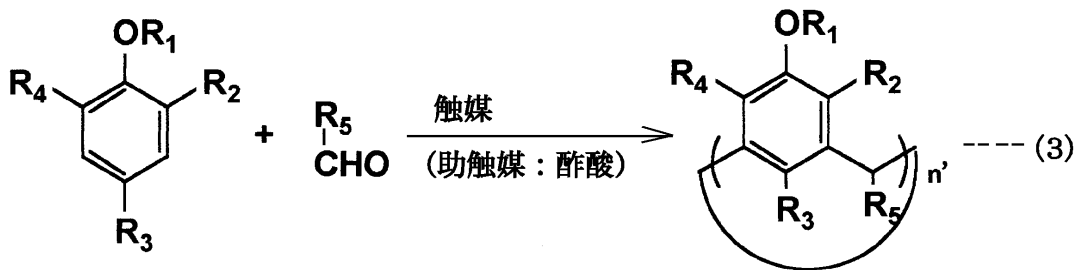 OR₁
R₄
R₂
R₃
+
R₅
CHO
触媒
(助触媒：酢酸)
OR₁
R₄
R₂
R₃
R₅
n'
---- (3)